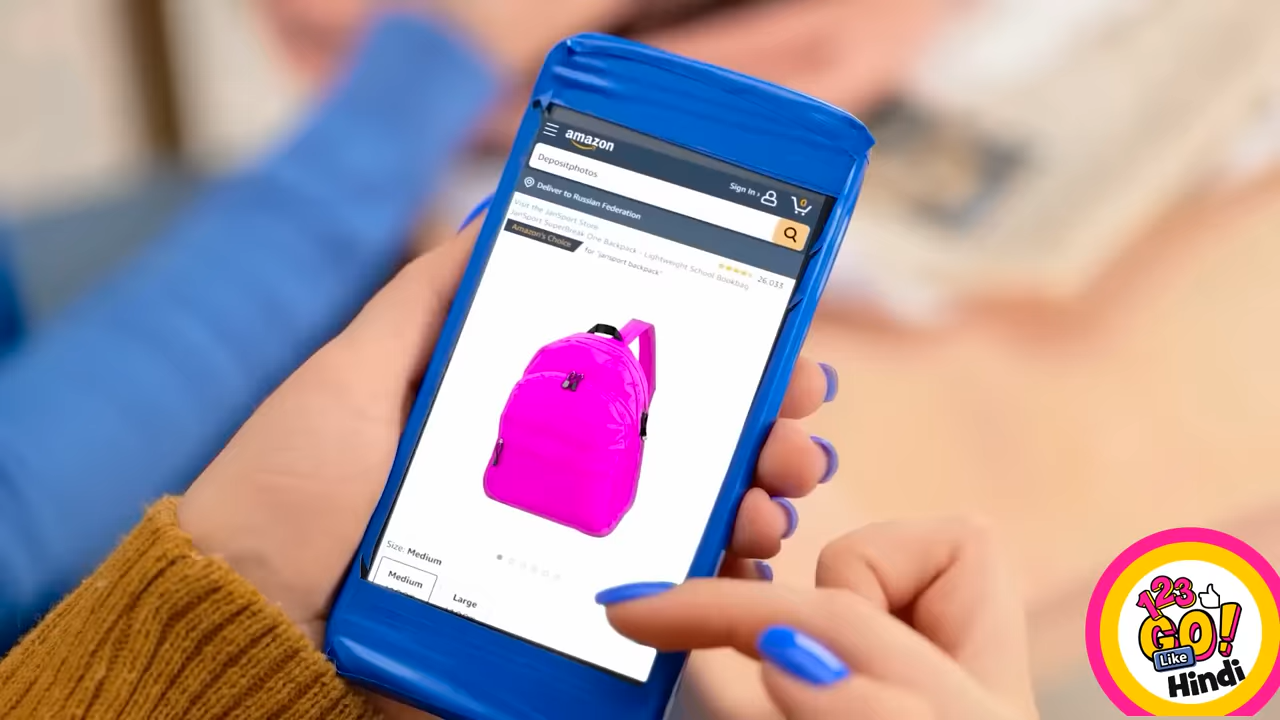 amazon
Depositphotos
Sign in ›
0
Deliver to Russian Federation
Visit the JanSport Store
JanSport SuperBreak One Backpack - Lightweight School Bookbag
26,033
Amazon's Choice
for "jansport backpack"
Size: Medium
Medium
Large
123
GO!
Like
Hindi